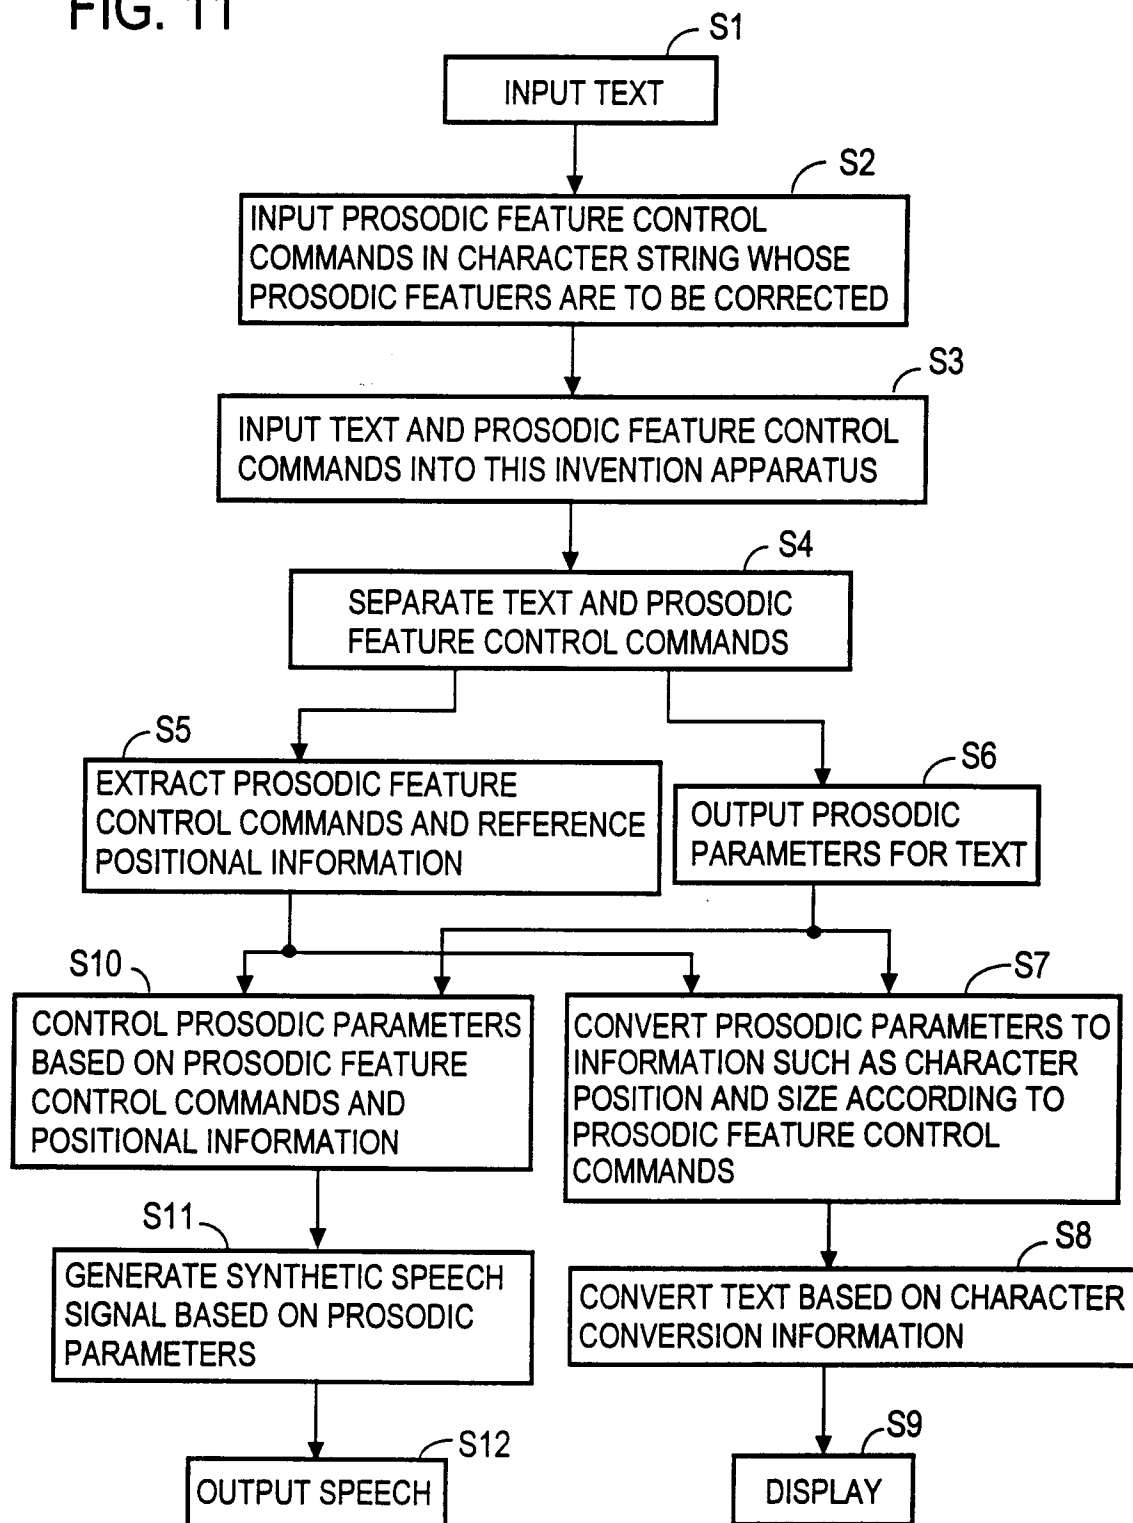 FIG. 11
S1
INPUT TEXT
S2
INPUT PROSODIC FEATURE CONTROL
COMMANDS IN CHARACTER STRING WHOSE
PROSODIC FEATUERS ARE TO BE CORRECTED
S3
INPUT TEXT AND PROSODIC FEATURE CONTROL
COMMANDS INTO THIS INVENTION APPARATUS
S4
SEPARATE TEXT AND PROSODIC
FEATURE CONTROL COMMANDS
S5
EXTRACT PROSODIC FEATURE
CONTROL COMMANDS AND REFERENCE
POSITIONAL INFORMATION
S6
OUTPUT PROSODIC
PARAMETERS FOR TEXT
S10
CONTROL PROSODIC PARAMETERS
BASED ON PROSODIC FEATURE
CONTROL COMMANDS AND
POSITIONAL INFORMATION
S7
CONVERT PROSODIC PARAMETERS TO
INFORMATION SUCH AS CHARACTER
POSITION AND SIZE ACCORDING TO
PROSODIC FEATURE CONTROL
COMMANDS
S11
GENERATE SYNTHETIC SPEECH
SIGNAL BASED ON PROSODIC
PARAMETERS
S8
CONVERT TEXT BASED ON CHARACTER
CONVERSION INFORMATION
S12
OUTPUT SPEECH
S9
DISPLAY